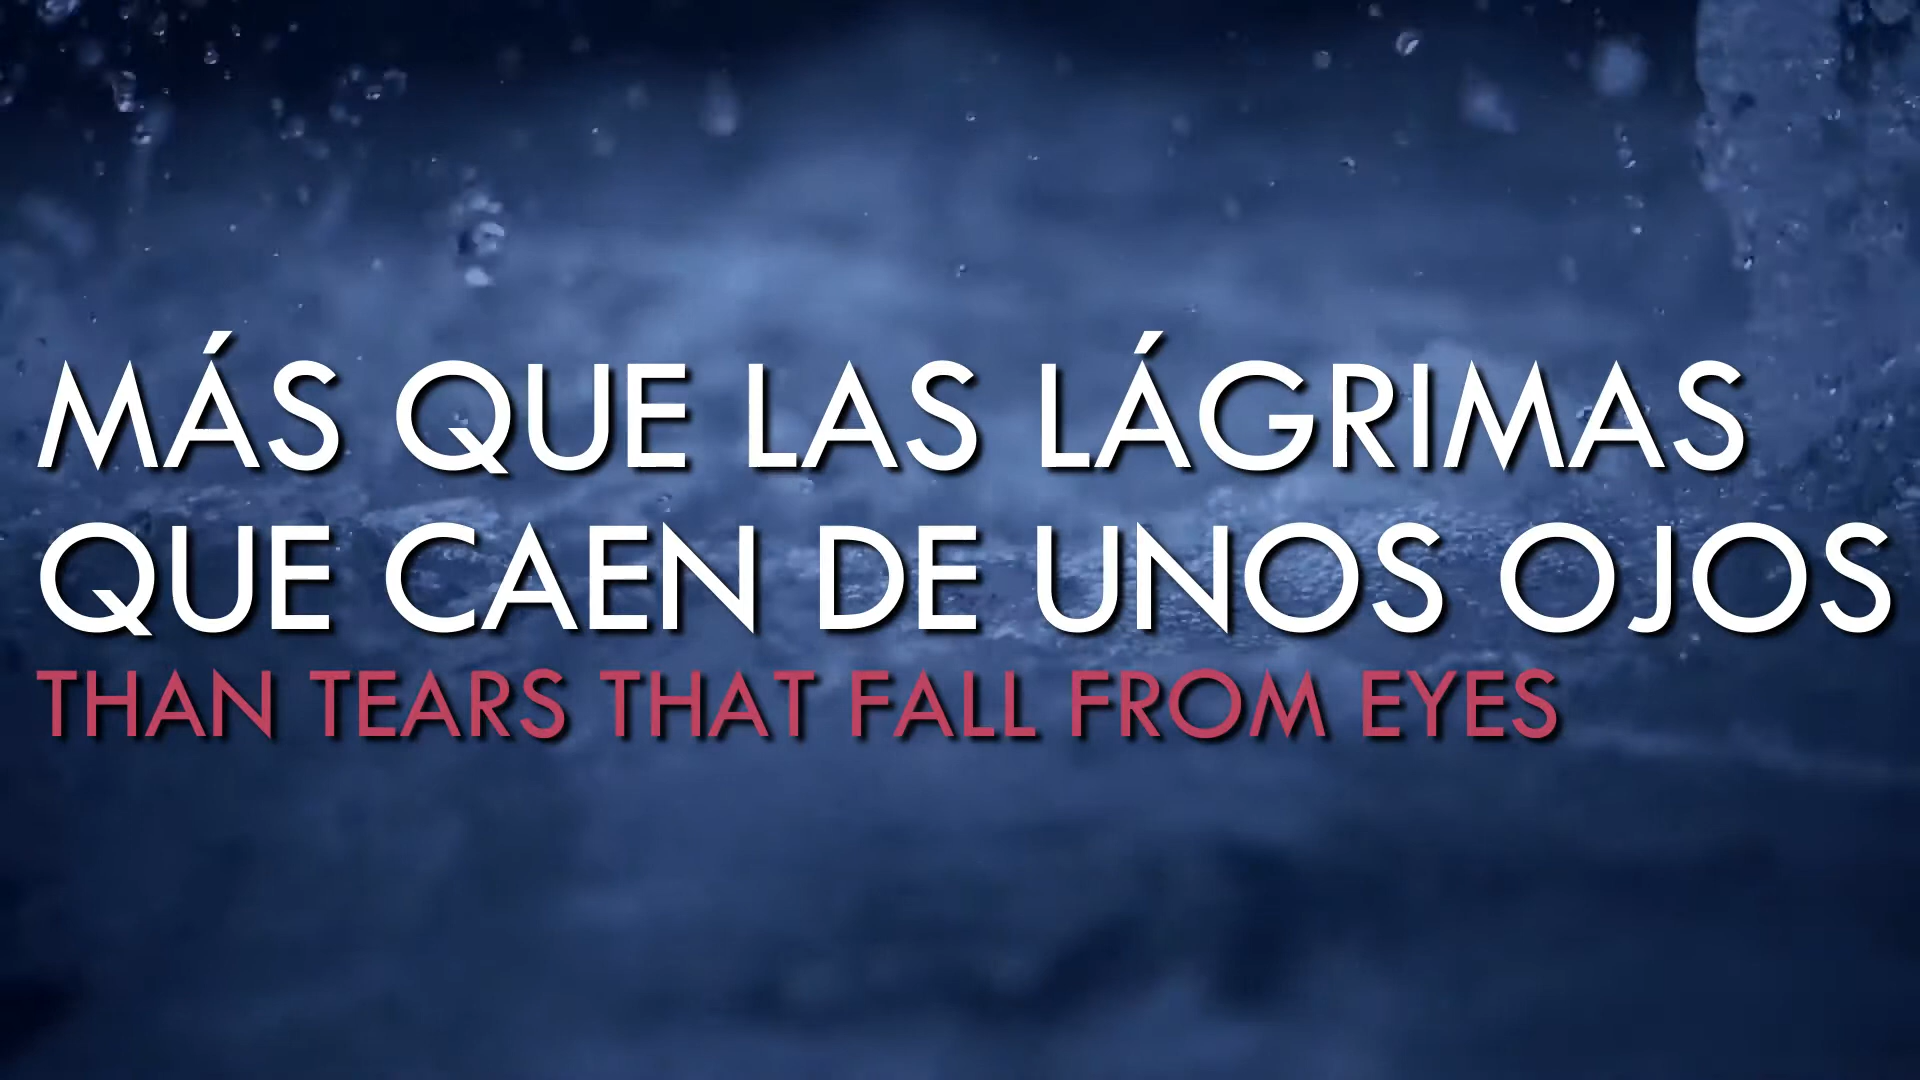 MÁS QUE LAS LÁGRIMAS
QUE CAEN DE UNOS OJOS
THAN TEARS THAT FALL FROM EYES